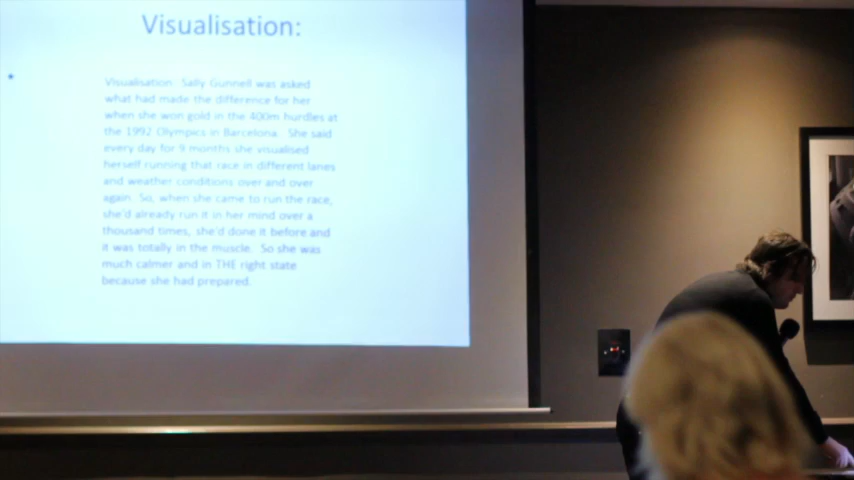 Visualisation:
Visualisation: Sally Gunnell was asked
what had made the difference for her
when she won gold in the 400m hurdles at
the 1992 Olympics in Barcelona. She said
every day for 9 months she visualised
herself running that race in different lanes
and weather conditions over and over
again. So, when she came to run the race,
she'd already run it in her mind over a
thousand times, she'd done it before and
it was totally in the muscle. So she was
much calmer and in THE right state
because she had prepared.